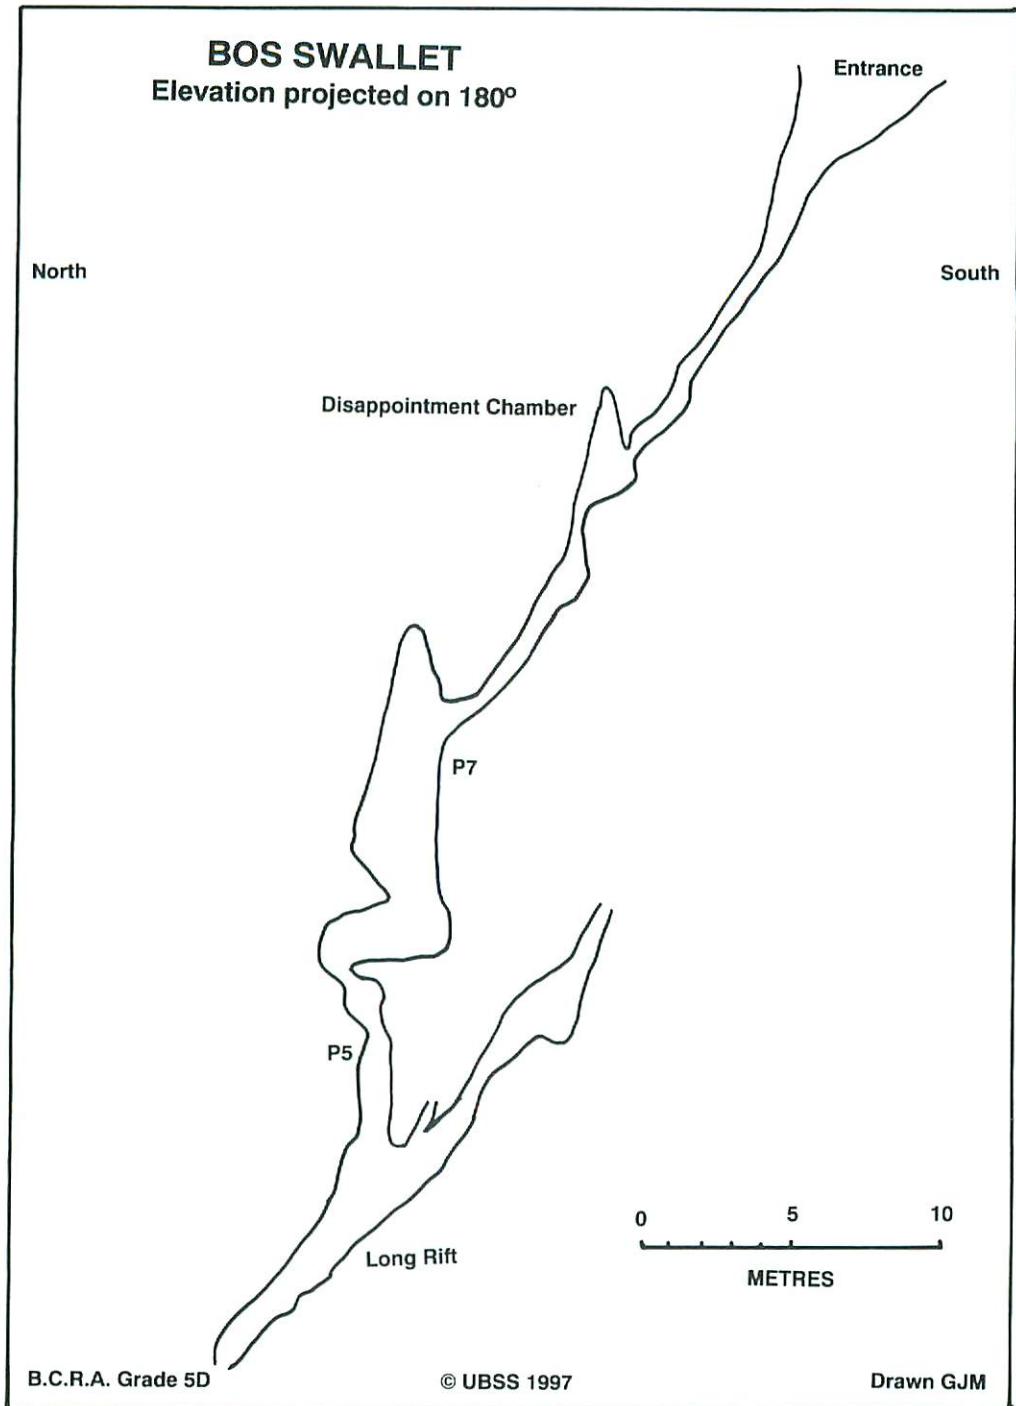 BOS SWALLET
Elevation projected on 180º
Entrance
North
South
Disappointment Chamber
P7
P5
Long Rift
0 5 10
METRES
B.C.R.A. Grade 5D
© UBSS 1997
Drawn GJM